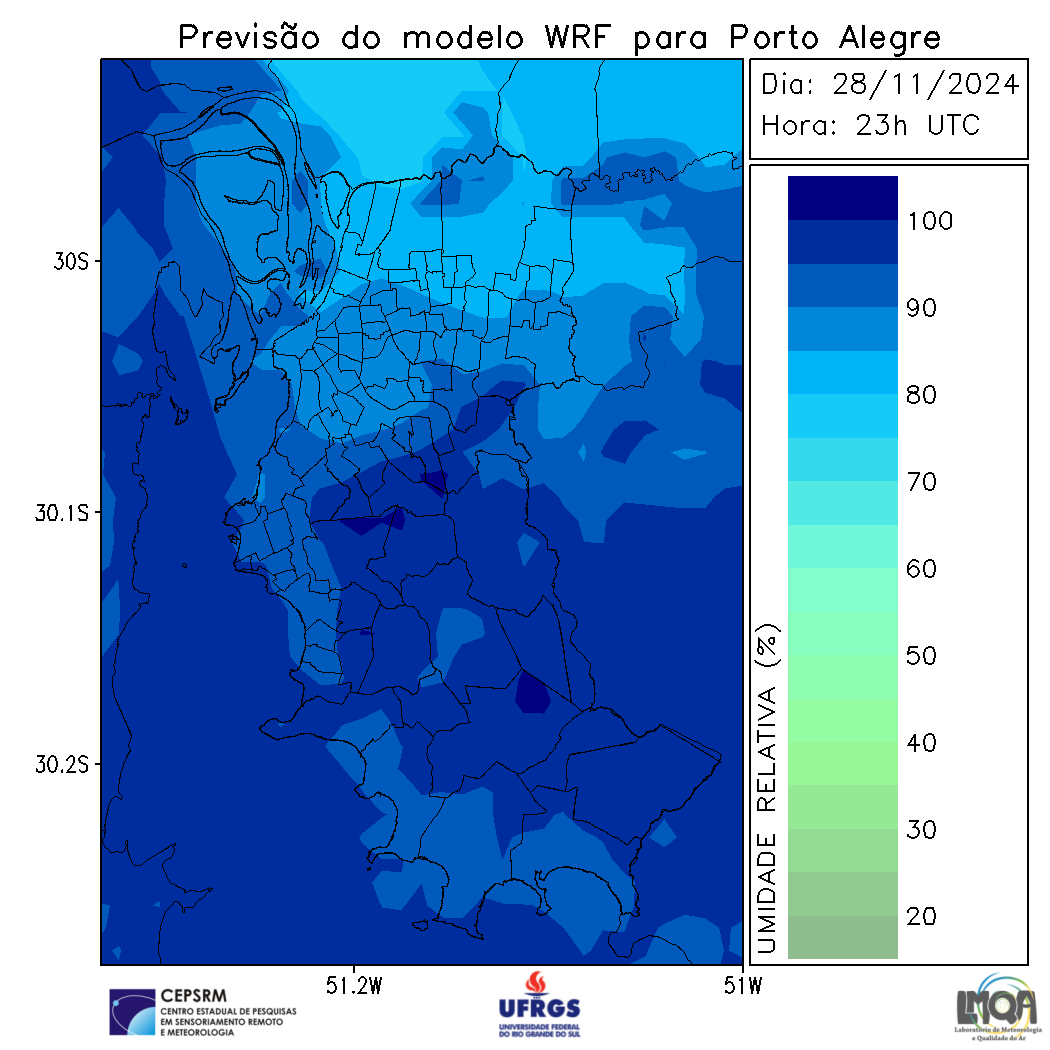 Previsão do modelo WRF para Porto Alegre
Dia: 28/11/2024
Hora: 23h UTC
100
90
80
70
60
50
40
30
20
UMIDADE RELATIVA (%)
30S
30.1S
30.2S
51.2W
51W
CEPSRM
CENTRO ESTADUAL DE PESQUISAS
EM SENSORIAMENTO REMOTO
E METEOROLOGIA
UFRGS
UNIVERSIDADE FEDERAL
DO RIO GRANDE DO SUL
LMQA
Laboratório de Meteorologia
e Qualidade do Ar